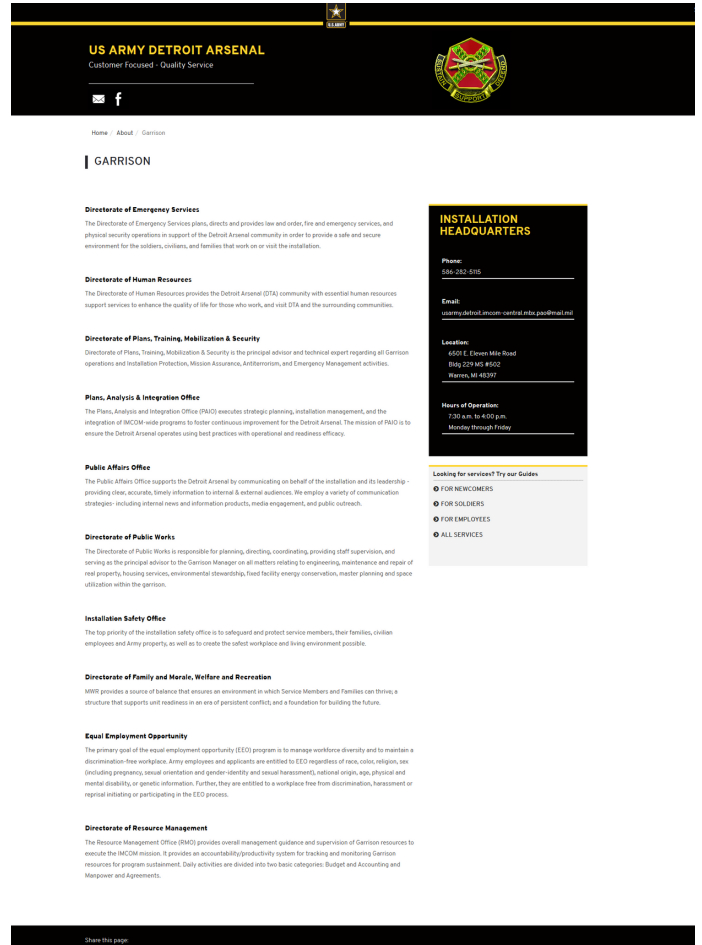 U.S. ARMY
US ARMY DETROIT ARSENAL
Customer Focused - Quality Service
SUSTAIN SUPPORT DEFENCE
Home / About / Garrison
GARRISON
Directorate of Emergency Services
The Directorate of Emergency Services plans, directs and provides law and order, fire and emergency services, and
physical security operations in support of the Detroit Arsenal community in order to provide a safe and secure
environment for the soldiers, civilians, and families that work on or visit the installation.
Directorate of Human Resources
The Directorate of Human Resources provides the Detroit Arsenal (DTA) community with essential human resources
support services to enhance the quality of life for those who work, and visit DTA and the surrounding communities.
Directorate of Plans, Training, Mobilization & Security
Directorate of Plans, Training, Mobilization & Security is the principal advisor and technical expert regarding all Garrison
operations and Installation Protection, Mission Assurance, Antiterrorism, and Emergency Management activities.
Plans, Analysis & Integration Office
The Plans, Analysis and Integration Office (PAIO) executes strategic planning, installation management, and the
integration of IMCOM-wide programs to foster continuous improvement for the Detroit Arsenal. The mission of PAIO is to
ensure the Detroit Arsenal operates using best practices with operational and readiness efficacy.
Public Affairs Office
The Public Affairs Office supports the Detroit Arsenal by communicating on behalf of the installation and its leadership -
providing clear, accurate, timely information to internal & external audiences. We employ a variety of communication
strategies- including internal news and information products, media engagement, and public outreach.
Directorate of Public Works
The Directorate of Public Works is responsible for planning, directing, coordinating, providing staff supervision, and
serving as the principal advisor to the Garrison Manager on all matters relating to engineering, maintenance and repair of
real property, housing services, environmental stewardship, fixed facility energy conservation, master planning and space
utilization within the garrison.
Installation Safety Office
The top priority of the installation safety office is to safeguard and protect service members, their families, civilian
employees and Army property, as well as to create the safest workplace and living environment possible.
Directorate of Family and Morale, Welfare and Recreation
MWR provides a source of balance that ensures an environment in which Service Members and Families can thrive; a
structure that supports unit readiness in an era of persistent conflict; and a foundation for building the future.
Equal Employment Opportunity
The primary goal of the equal employment opportunity (EEO) program is to manage workforce diversity and to maintain a
discrimination-free workplace. Army employees and applicants are entitled to EEO regardless of race, color, religion, sex
(including pregnancy, sexual orientation and gender-identity and sexual harassment), national origin, age, physical and
mental disability, or genetic information. Further, they are entitled to a workplace free from discrimination, harassment or
reprisal initiating or participating in the EEO process.
Directorate of Resource Management
The Resource Management Office (RMO) provides overall management guidance and supervision of Garrison resources to
execute the IMCOM mission. It provides an accountability/productivity system for tracking and monitoring Garrison
resources for program sustainment. Daily activities are divided into two basic categories: Budget and Accounting and
Manpower and Agreements.
INSTALLATION
HEADQUARTERS
Phone:
586-282-5115
Email:
usarmy.detroit.imcom-central.mbx.pao@mail.mil
Location:
6501 E. Eleven Mile Road
Bldg 229 MS #502
Warren, MI 48397
Hours of Operation:
7:30 a.m. to 4:00 p.m.
Monday through Friday
Looking for services? Try our Guides
FOR NEWCOMERS
FOR SOLDIERS
FOR EMPLOYEES
ALL SERVICES
Share this page: